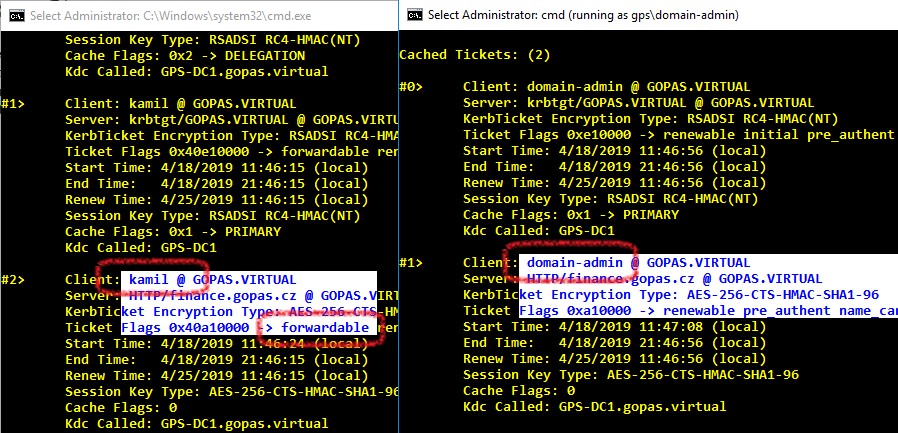 Select Administrator: C:\Windows\system32\cmd.exe
Session Key Type: RSADSI RC4-HMAC(NT)
Cache Flags: 0x2 -> DELEGATION
Kdc Called: GPS-DC1.gopas.virtual
#1> Client: kamil @ GOPAS.VIRTUAL
Server: krbtgt/GOPAS.VIRTUAL @ GOPAS.VIRTUAL
KerbTicket Encryption Type: RSADSI RC4-HMA
Ticket Flags 0x40e10000 -> forwardable ren
Start Time: 4/18/2019 11:46:15 (local)
End Time: 4/18/2019 21:46:15 (local)
Renew Time: 4/25/2019 11:46:15 (local)
Session Key Type: RSADSI RC4-HMAC(NT)
Cache Flags: 0x1 -> PRIMARY
Kdc Called: GPS-DC1
#2> Client: kamil @ GOPAS.VIRTUAL
Server: HTTP/finance.gopas.cz @ GOPAS.VI
KerbTicket Encryption Type: AES-256-CTS-
Ticket Flags 0x40a10000 -> forwardable ren
Start Time: 4/18/2019 11:46:24 (local)
End Time: 4/18/2019 21:46:15 (local)
Renew Time: 4/25/2019 11:46:15 (local)
Session Key Type: AES-256-CTS-HMAC-SHA1-96
Cache Flags: 0
Kdc Called: GPS-DC1.gopas.virtual
Select Administrator: cmd (running as gps\domain-admin)
Cached Tickets: (2)
#0> Client: domain-admin @ GOPAS.VIRTUAL
Server: krbtgt/GOPAS.VIRTUAL @ GOPAS.VIRTUAL
KerbTicket Encryption Type: RSADSI RC4-HMAC(NT)
Ticket Flags 0xe10000 -> renewable initial pre_authent
Start Time: 4/18/2019 11:46:56 (local)
End Time: 4/18/2019 21:46:56 (local)
Renew Time: 4/25/2019 11:46:56 (local)
Session Key Type: RSADSI RC4-HMAC(NT)
Cache Flags: 0x1 -> PRIMARY
Kdc Called: GPS-DC1
#1> Client: domain-admin @ GOPAS.VIRTUAL
Server: HTTP/finance.gopas.cz @ GOPAS.VIRTUAL
KerbTicket Encryption Type: AES-256-CTS-HMAC-SHA1-96
Ticket Flags 0xa10000 -> renewable pre_authent name_can
Start Time: 4/18/2019 11:47:08 (local)
End Time: 4/18/2019 21:46:56 (local)
Renew Time: 4/25/2019 11:46:56 (local)
Session Key Type: AES-256-CTS-HMAC-SHA1-96
Cache Flags: 0
Kdc Called: GPS-DC1.gopas.virtual